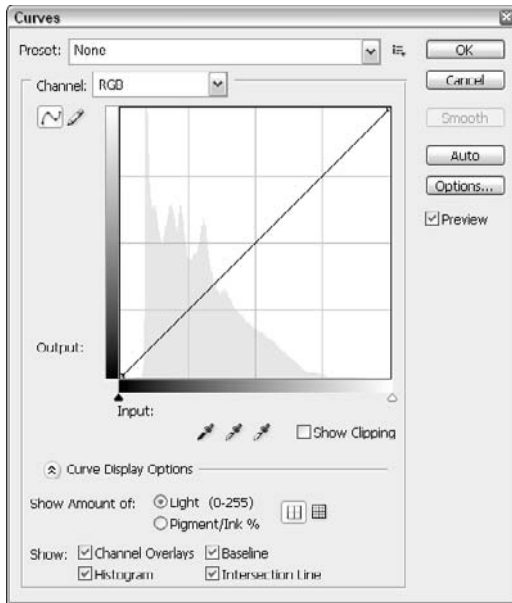 Curves
Preset: None
OK
Channel: RGB
Cancel
Smooth
Auto
Options...
Preview
Output:
Input:
Show Clipping
Curve Display Options
Show Amount of: Light (0-255)
Pigment/Ink %
Show: Channel Overlays Baseline
Histogram Intersection Line